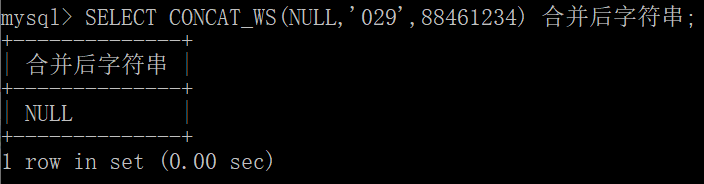 mysql> SELECT CONCAT_WS(NULL,'029',88461234) 合并后字符串;
+--------------+
| 合并后字符串 |
+--------------+
| NULL         |
+--------------+
1 row in set (0.00 sec)